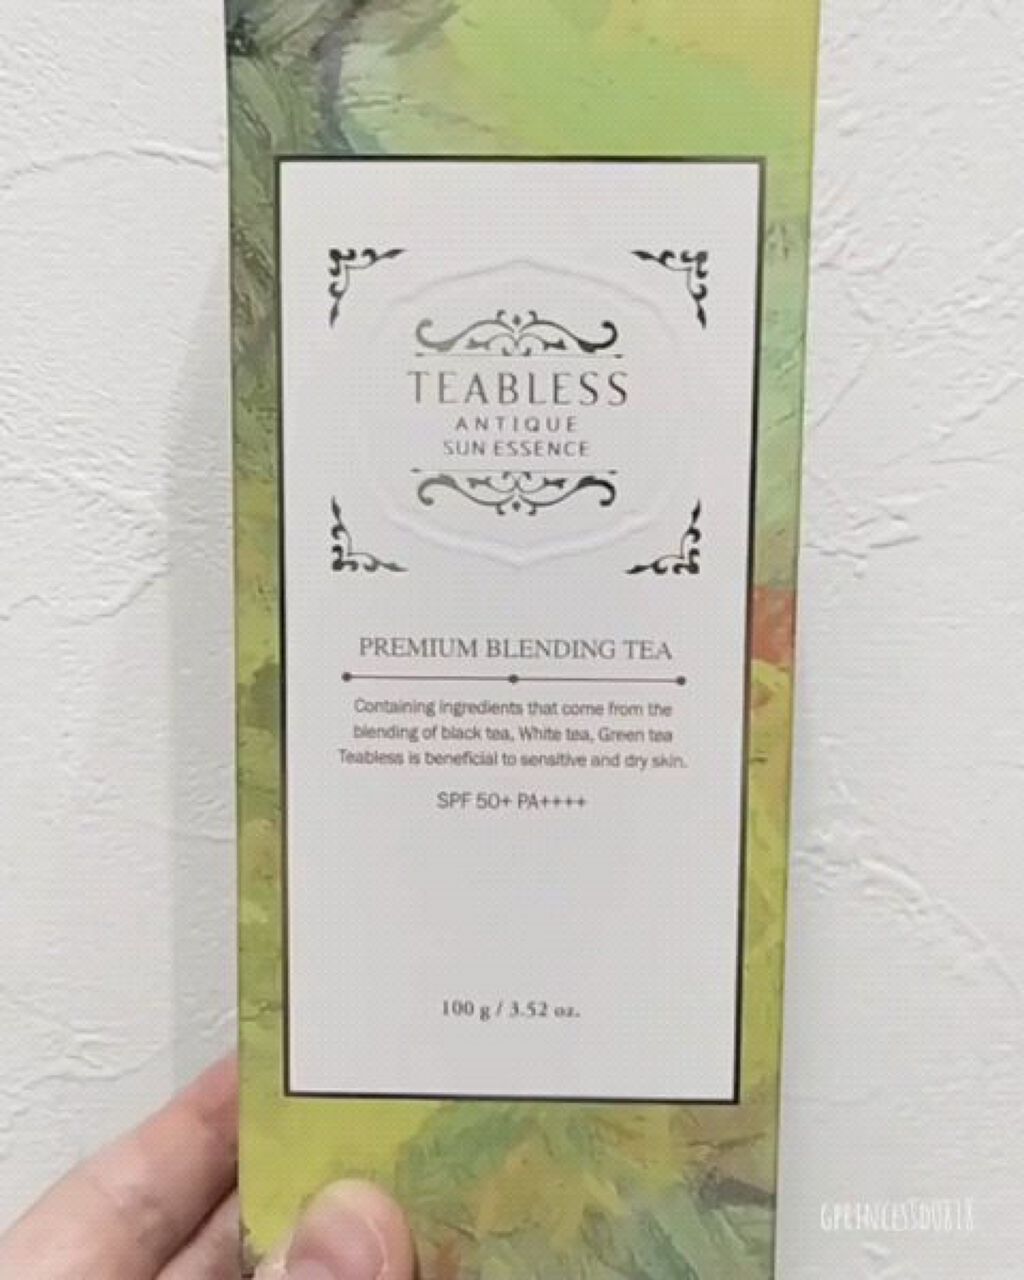 TEABLESS
ANTIQUE
SUN ESSENCE
PREMIUM BLENDING TEA
Containing ingredients that come from the
blending of black tea, White tea, Green tea
Teabless is beneficial to sensitive and dry skin.
SPF 50+ PA++++
100 g / 3.52 oz.
GPR1NCESSD0818